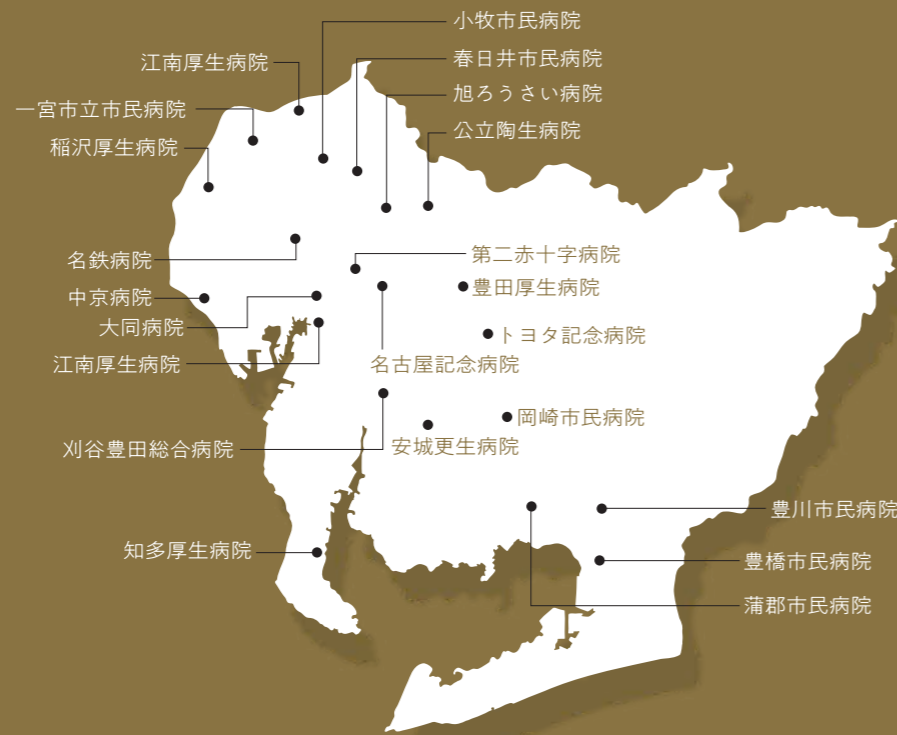 小牧市民病院
江南厚生病院
春日井市民病院
旭ろうさい病院
一宮市立市民病院
公立陶生病院
稲沢厚生病院
第二赤十字病院
名鉄病院
豊田厚生病院
中京病院
大同病院
トヨタ記念病院
江南厚生病院
名古屋記念病院
岡崎市民病院
安城更生病院
刈谷豊田総合病院
豊川市民病院
知多厚生病院
豊橋市民病院
蒲郡市民病院